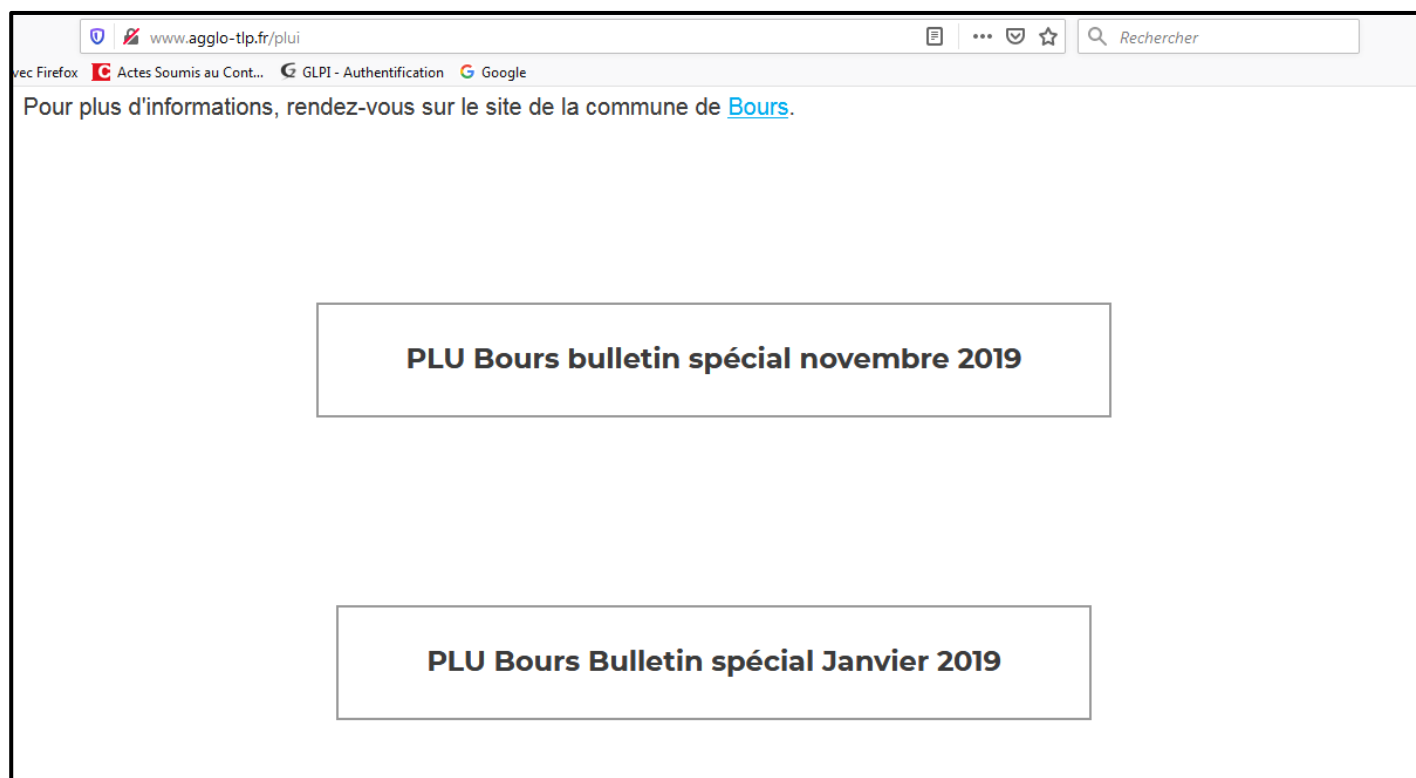 www.agglo-tlp.fr/plui
Rechercher
vec Firefox Actes Soumis au Cont... GLPI - Authentification Google
Pour plus d'informations, rendez-vous sur le site de la commune de Bours.
PLU Bours bulletin spécial novembre 2019
PLU Bours Bulletin spécial Janvier 2019